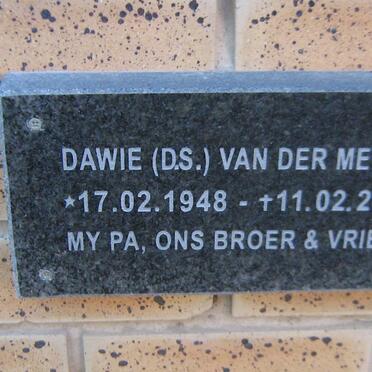 DAWIE (D.S.) VAN DER ME
*17.02.1948 - †11.02.2
MY PA, ONS BROER & VRIE